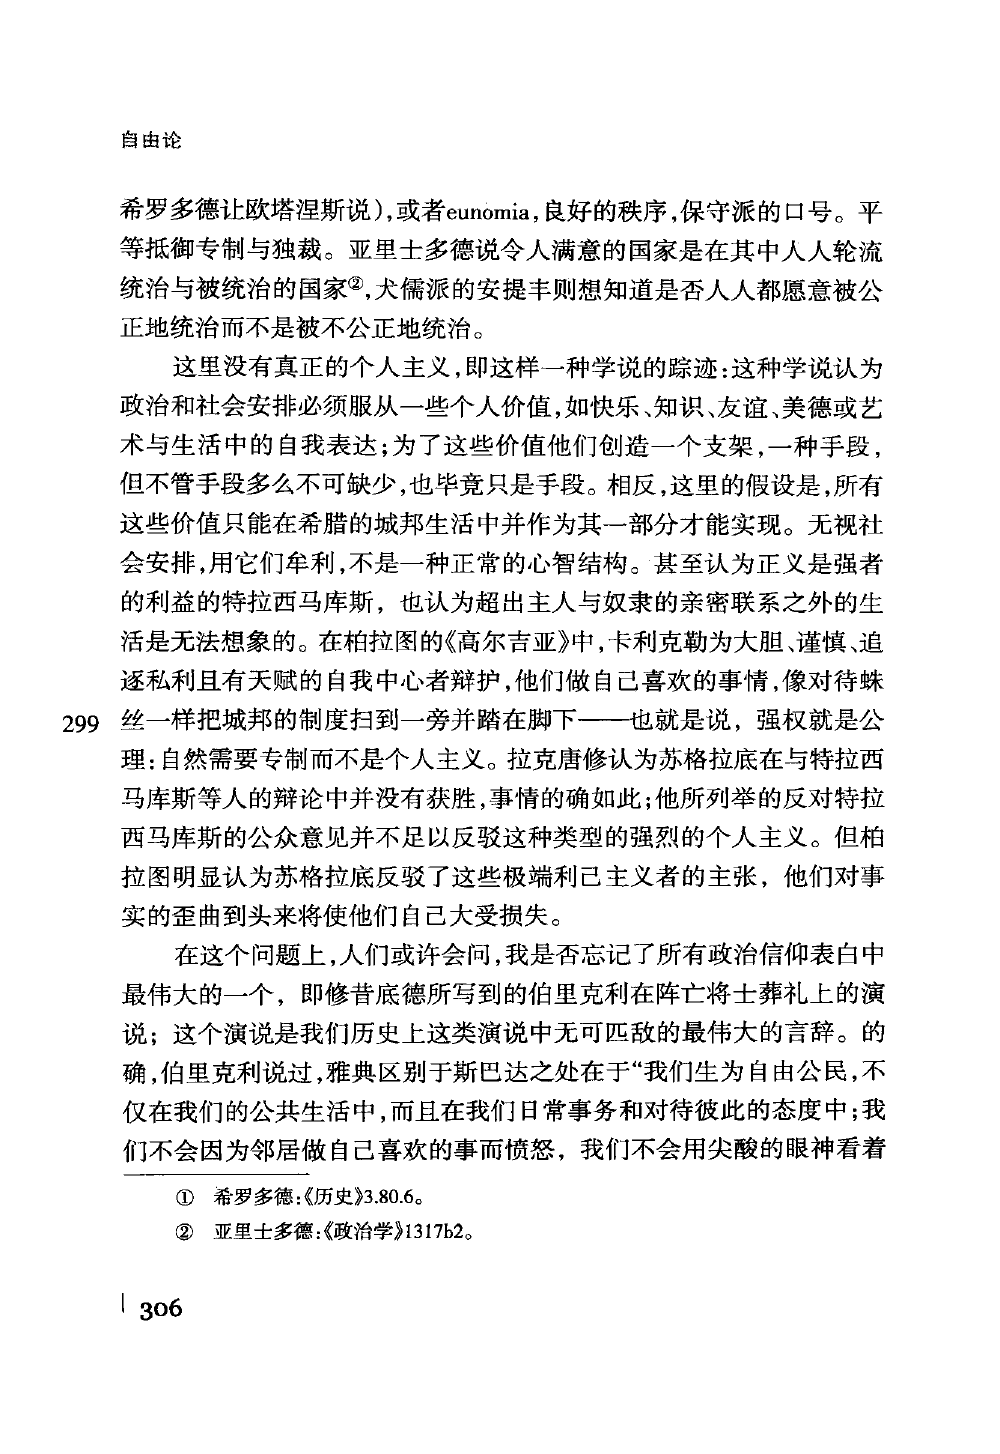 自由论
希罗多德让欧塔涅斯说),或者eunomia,良好的秩序,保守派的口号。平
等抵御专制与独裁。亚里士多德说令人满意的国家是在其中人人轮流
统治与被统治的国家②,犬儒派的安提丰则想知道是否人人都愿意被公
正地统治而不是被不公正地统治。
这里没有真正的个人主义,即这样一种学说的踪迹:这种学说认为
政治和社会安排必须服从一些个人价值,如快乐、知识、友谊、美德或艺
术与生活中的自我表达;为了这些价值他们创造一个支架,一种手段,
但不管手段多么不可缺少,也毕竟只是手段。相反,这里的假设是,所有
这些价值只能在希腊的城邦生活中并作为其一部分才能实现。无视社
会安排,用它们牟利,不是一种正常的心智结构。甚至认为正义是强者
的利益的特拉西马库斯，也认为超出主人与奴隶的亲密联系之外的生
活是无法想象的。在柏拉图的《高尔吉亚》中,卡利克勒为大胆、谨慎、追
逐私利且有天赋的自我中心者辩护,他们做自己喜欢的事情,像对待蛛
299 丝一样把城邦的制度扫到一旁并踏在脚下——也就是说，强权就是公
理:自然需要专制而不是个人主义。拉克唐修认为苏格拉底在与特拉西
马库斯等人的辩论中并没有获胜,事情的确如此;他所列举的反对特拉
西马库斯的公众意见并不足以反驳这种类型的强烈的个人主义。但柏
拉图明显认为苏格拉底反驳了这些极端利己主义者的主张，他们对事
实的歪曲到头来将使他们自己大受损失。
在这个问题上,人们或许会问,我是否忘记了所有政治信仰表白中
最伟大的一个，即修昔底德所写到的伯里克利在阵亡将士葬礼上的演
说；这个演说是我们历史上这类演说中无可匹敌的最伟大的言辞。的
确,伯里克利说过,雅典区别于斯巴达之处在于“我们生为自由公民,不
仅在我们的公共生活中,而且在我们日常事务和对待彼此的态度中;我
们不会因为邻居做自己喜欢的事而愤怒，我们不会用尖酸的眼神看着
① 希罗多德:《历史》3.80.6。
② 亚里士多德:《政治学》1317b2。
306